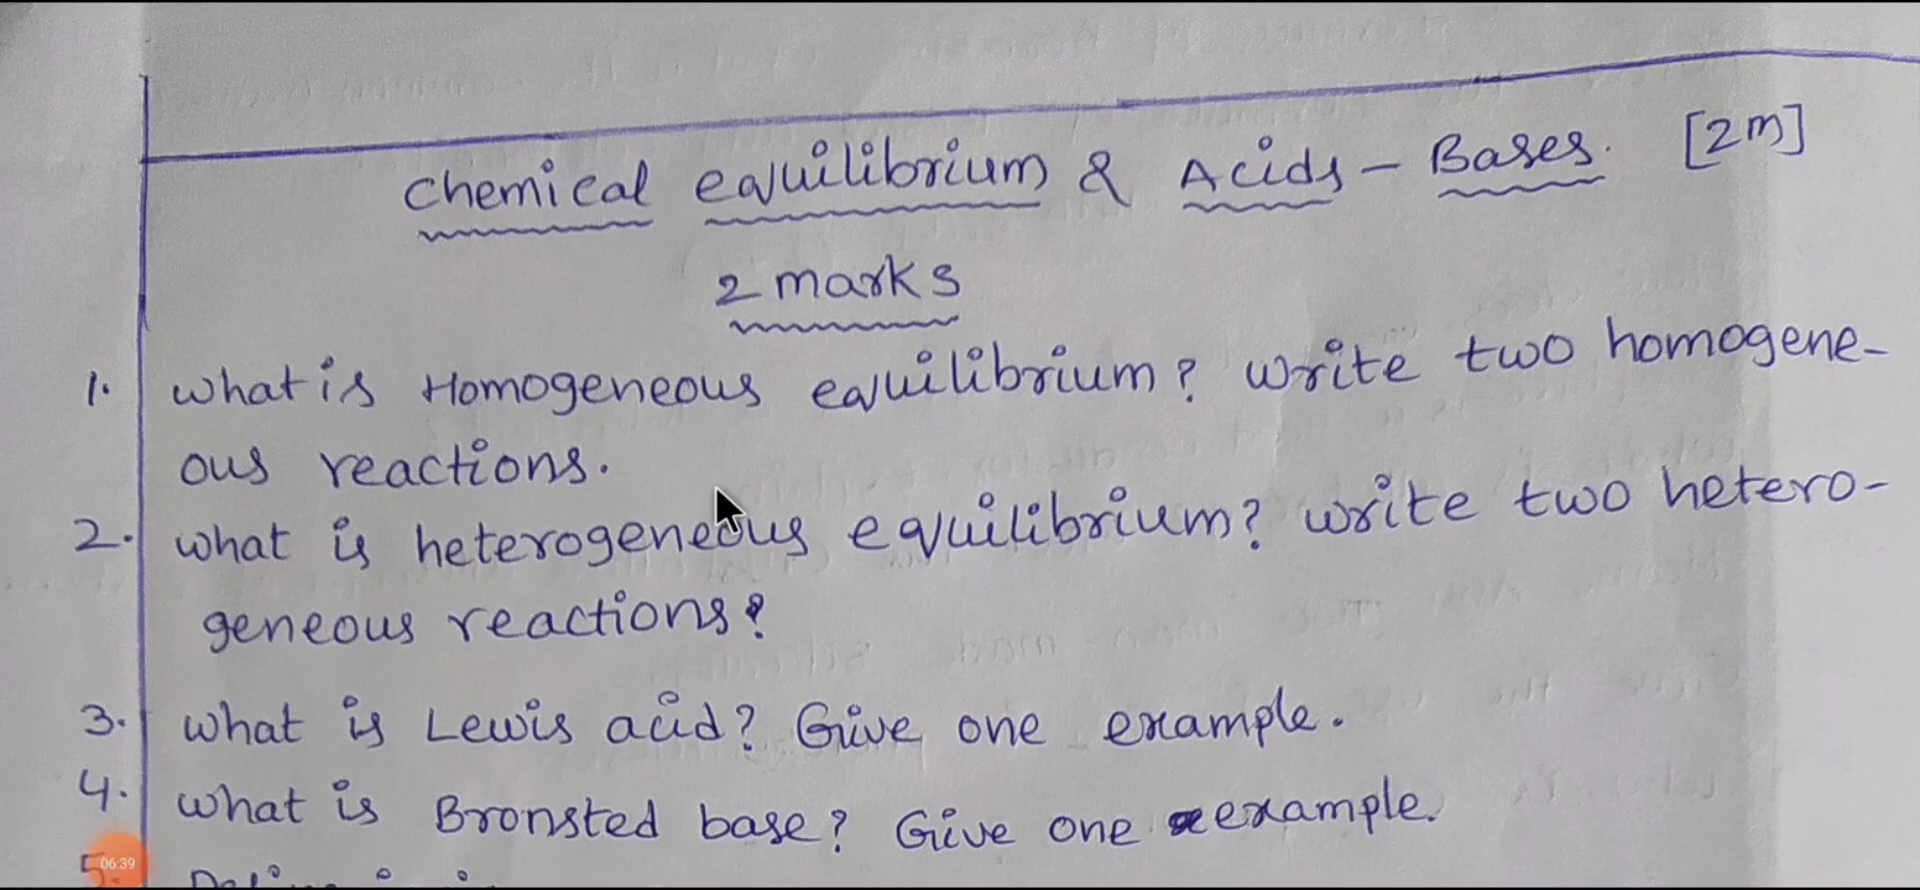 Chemical equilibrium & Acids - Bases. [2m]
2 marks
1. what is Homogeneous equilibrium? write two homogene-
ous reactions.
2. what is heterogeneous equilibrium? write two hetero-
geneous reactions?
3. what is Lewis acid? Give one example.
4. what is Bronsted base? Give one example.
5.
06:39